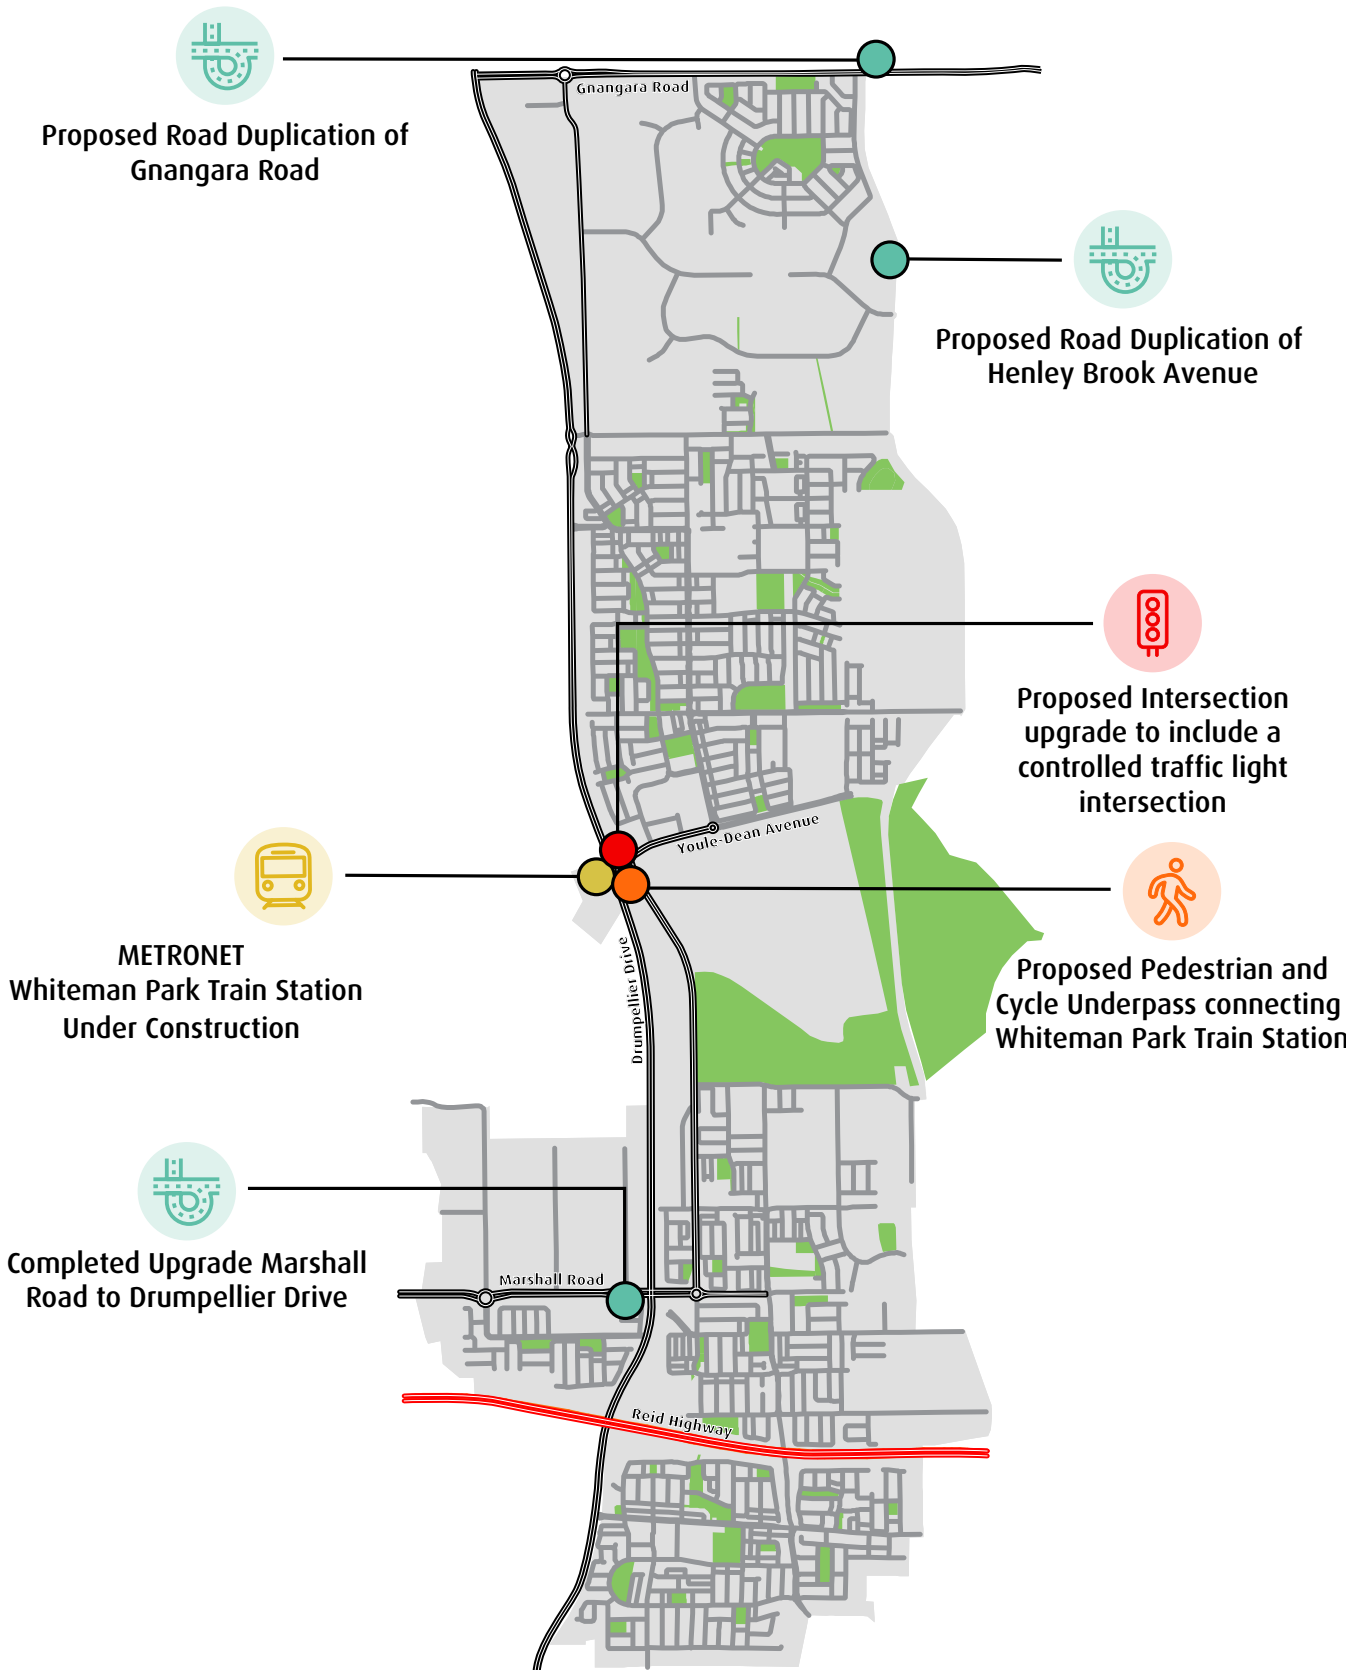 Gnangara Road
Proposed Road Duplication of
Gnangara Road
Proposed Road Duplication of
Henley Brook Avenue
Proposed Intersection
upgrade to include a
controlled traffic light
intersection
Youle-Dean Avenue
METRONET
Whiteman Park Train Station
Under Construction
Drumpellier Drive
Proposed Pedestrian and
Cycle Underpass connecting
Whiteman Park Train Station
Completed Upgrade Marshall
Road to Drumpellier Drive
Marshall Road
Reid Highway